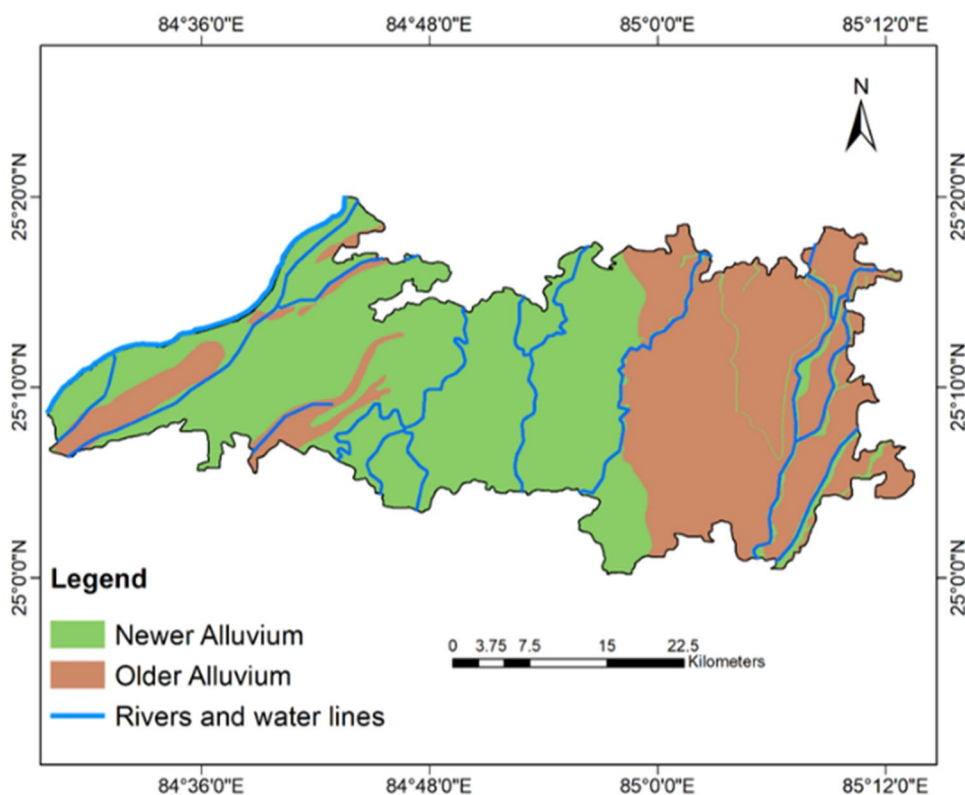 84°36'0"E 84°48'0"E 85°0'0"E 85°12'0"E
N
25°20'0"N 25°20'0"N
25°10'0"N 25°10'0"N
25°0'0"N 25°0'0"N
Legend
Newer Alluvium
Older Alluvium
Rivers and water lines
0 3.75 7.5 15 22.5
Kilometers
84°36'0"E 84°48'0"E 85°0'0"E 85°12'0"E